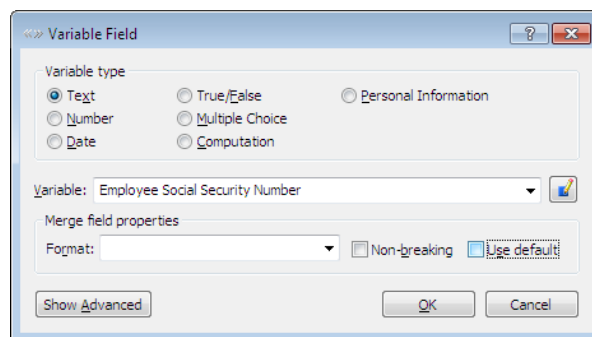 «» Variable Field ?
Variable type
Text True/False Personal Information
Number Multiple Choice
Date Computation
Variable: Employee Social Security Number
Merge field properties
Format: Non-breaking Use default
Show Advanced OK Cancel